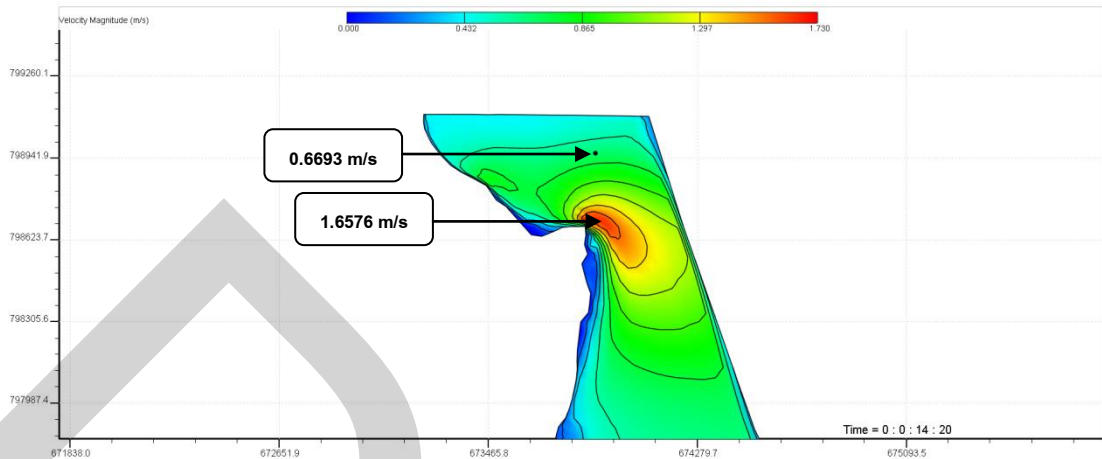 Velocity Magnitude (m/s)
0.000 0.432 0.865 1.297 1.730
799260.1
798941.9
0.6693 m/s
1.6576 m/s
798623.7
798305.6
797987.4
Time = 0 : 0 : 14 : 20
671838.0 672651.9 673465.8 674279.7 675093.5